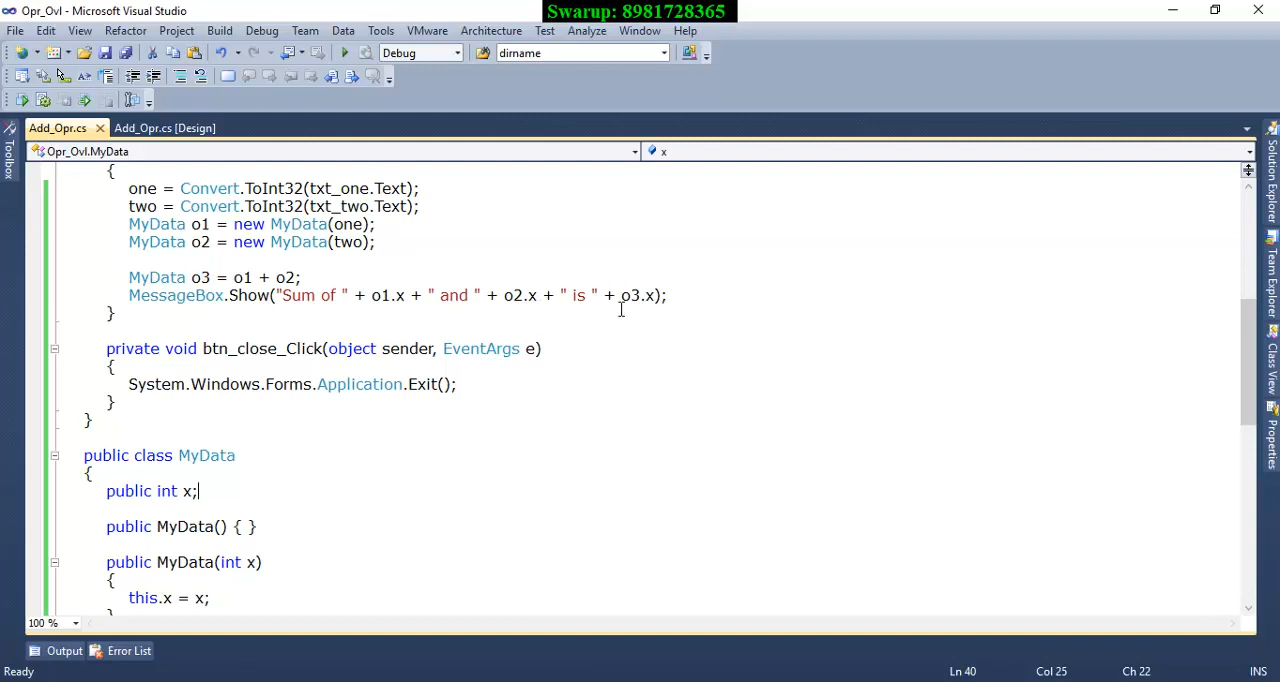 Opr_Ovl - Microsoft Visual Studio
Swarup: 8981728365
File Edit View Refactor Project Build Debug Team Data Tools VMware Architecture Test Analyze Window Help
Debug dirname
Add_Opr.cs Add_Opr.cs [Design]
Opr_Ovl.MyData x
Toolbox
Solution Explorer
Team Explorer
Class View
Properties
{
one = Convert.ToInt32(txt_one.Text);
two = Convert.ToInt32(txt_two.Text);
MyData o1 = new MyData(one);
MyData o2 = new MyData(two);
MyData o3 = o1 + o2;
MessageBox.Show("Sum of " + o1.x + " and " + o2.x + " is " + o3.x);
}
private void btn_close_Click(object sender, EventArgs e)
{
System.Windows.Forms.Application.Exit();
}
}
public class MyData
{
public int x;
public MyData() { }
public MyData(int x)
{
this.x = x;
}
100 %
Output Error List
Ready Ln 40 Col 25 Ch 22 INS